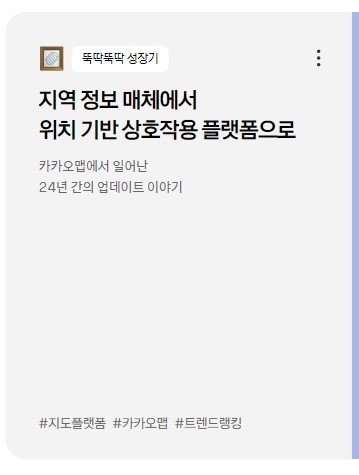 뚝딱뚝딱 성장기
지역 정보 매체에서
위치 기반 상호작용 플랫폼으로
카카오맵에서 일어난
24년 간의 업데이트 이야기
#지도플랫폼 #카카오맵 #트렌드랭킹